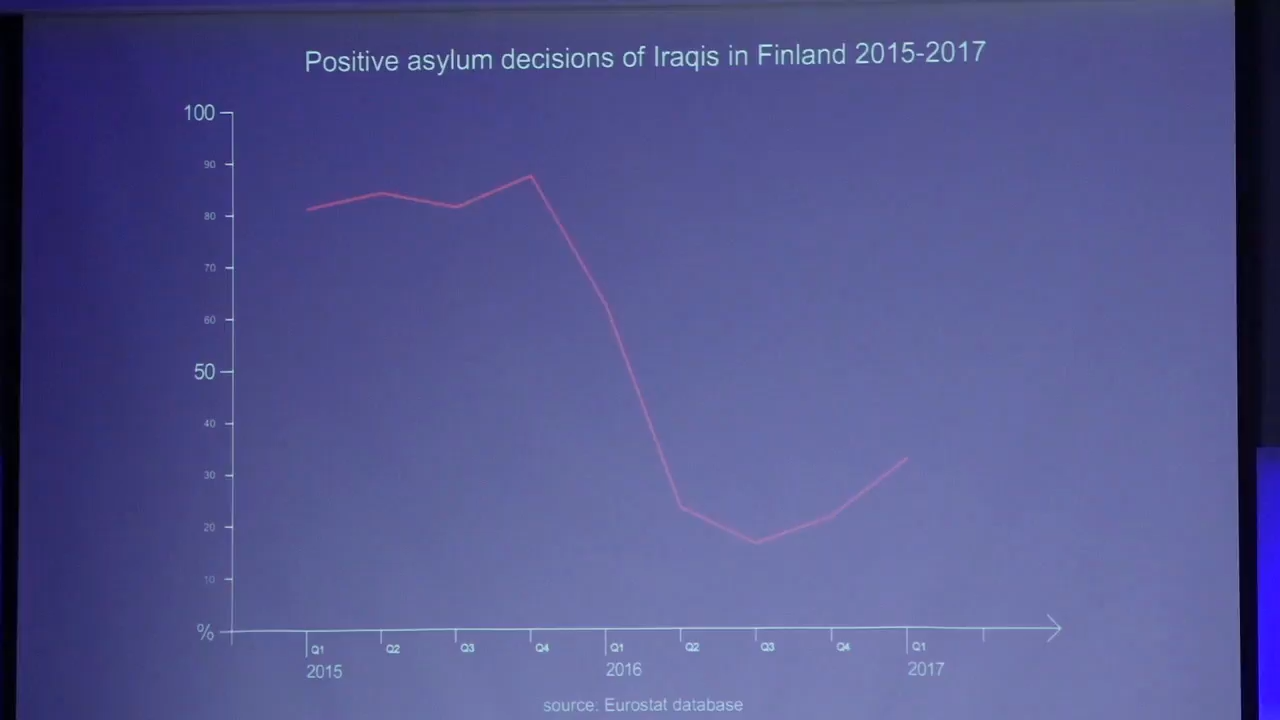 Positive asylum decisions of Iraqis in Finland 2015-2017
100
90
80
70
60
50
40
30
20
10
%
Q1 Q2 Q3 Q4 Q1 Q2 Q3 Q4 Q1
2015 2016 2017
source: Eurostat database